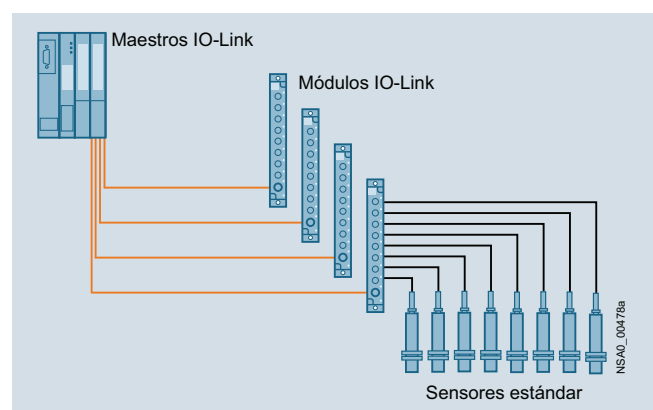 Maestros IO-Link
Módulos IO-Link
Sensores estándar
NSA0_00478a